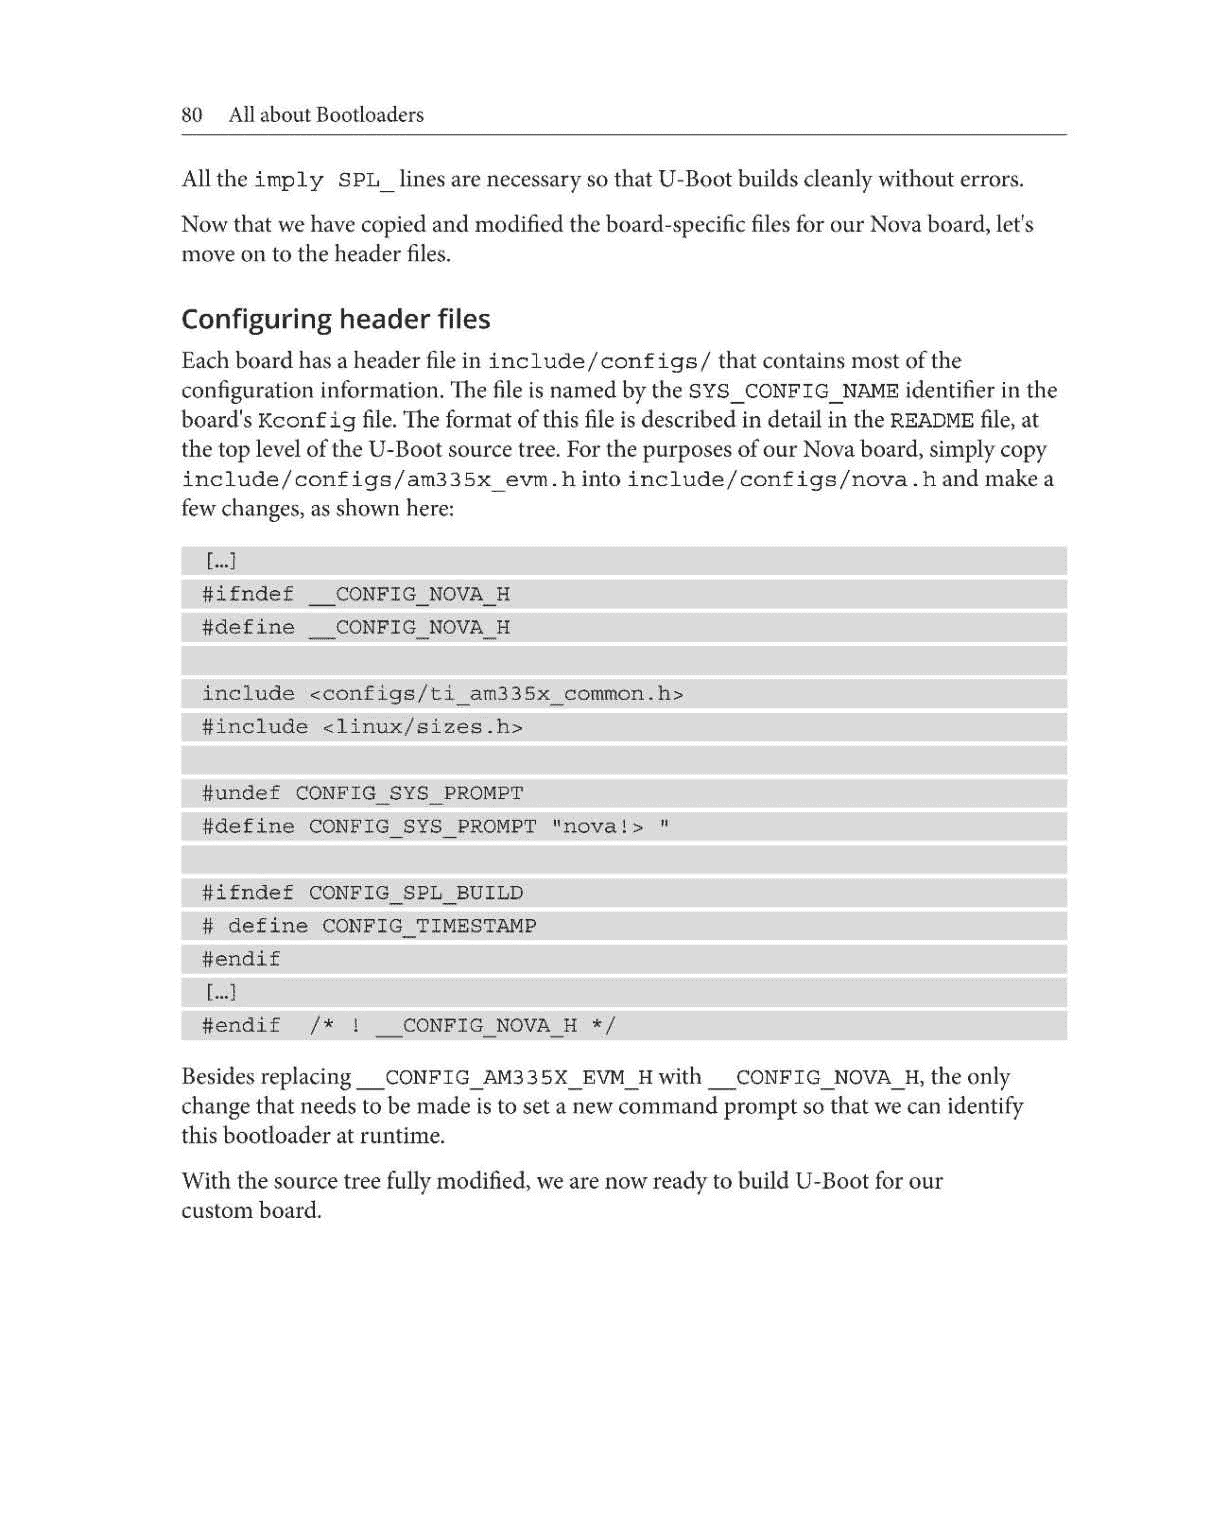 80 All about Bootloaders
All the imply SPL_ lines are necessary so that U-Boot builds cleanly without errors.
Now that we have copied and modified the board-specific files for our Nova board, let's
move on to the header files.
Configuring header files
Each board has a header file in include/configs/ that contains most of the
configuration information. The file is named by the SYS_CONFIG_NAME identifier in the
board's Kconfig file. The format of this file is described in detail in the README file, at
the top level of the U-Boot source tree. For the purposes of our Nova board, simply copy
include/configs/am335x_evm.h into include/configs/nova.h and make a
few changes, as shown here:
[…]
#ifndef __CONFIG_NOVA_H
#define __CONFIG_NOVA_H
include <configs/ti_am335x_common.h>
#include <linux/sizes.h>
#undef CONFIG_SYS_PROMPT
#define CONFIG_SYS_PROMPT "nova!> "
#ifndef CONFIG_SPL_BUILD
# define CONFIG_TIMESTAMP
#endif
[…]
#endif /* ! __CONFIG_NOVA_H */
Besides replacing __CONFIG_AM335X_EVM_H with __CONFIG_NOVA_H, the only
change that needs to be made is to set a new command prompt so that we can identify
this bootloader at runtime.
With the source tree fully modified, we are now ready to build U-Boot for our
custom board.